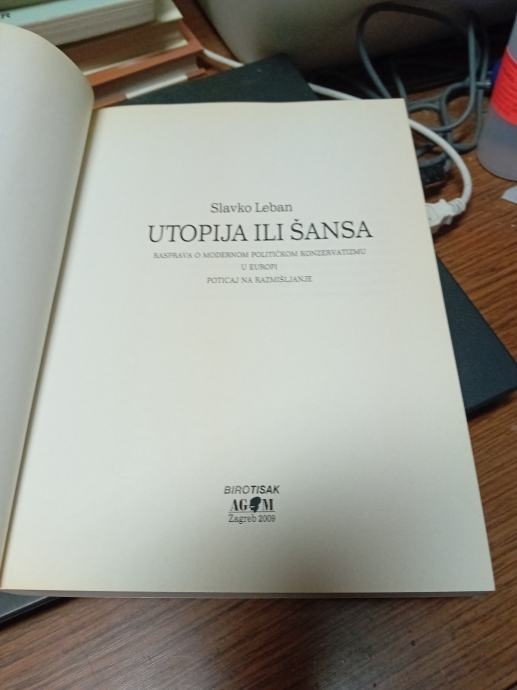 Slavko Leban
UTOPIJA ILI ŠANSA
RASPRAVA O MODERNOM POLITIČKOM KONZERVATIZMU
U EUROPI
POTICAJ NA RAZMIŠLJANJE
BIROTISAK
AGM
Zagreb 2009